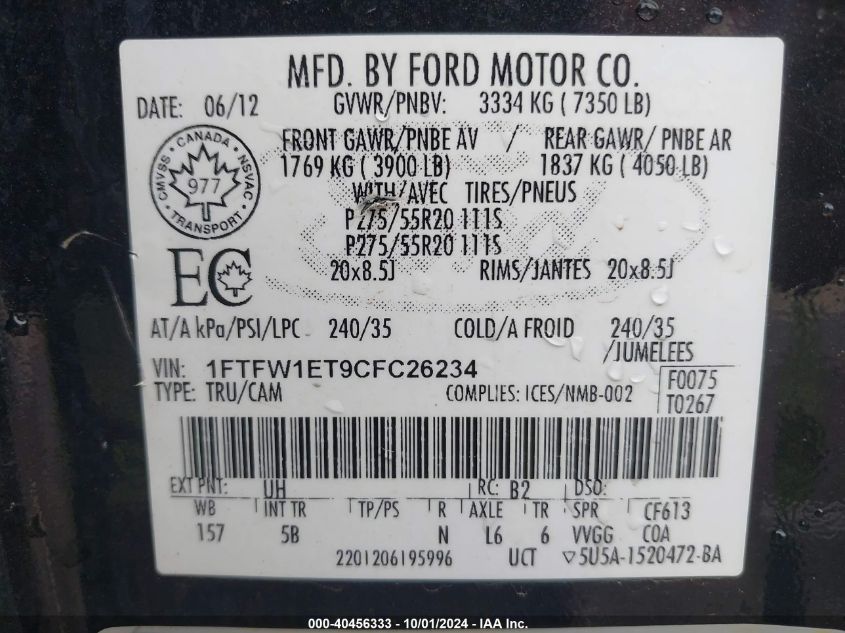 MFD. BY FORD MOTOR CO.
DATE: 06/12 GVWR/PNBV: 3334 KG ( 7350 LB)
FRONT GAWR/PNBE AV / REAR GAWR/ PNBE AR
1769 KG ( 3900 LB) 1837 KG ( 4050 LB)
WITH/AVEC TIRES/PNEUS
P275/55R20 111S
P275/55R20 111S
20x8.5J RIMS/JANTES 20x8.5J
CANADA
CMVSS NSVAC
977
TRANSPORT
EC
AT/A kPa/PSI/LPC 240/35 COLD/A FROID 240/35
/JUMELEES
VIN: 1FTFW1ET9CFC26234
TYPE: TRU/CAM COMPLIES: ICES/NMB-002
F0075
T0267
EXT PNT: UH RC: B2 DSO:
WB INT TR TP/PS R AXLE TR SPR CF613
157 5B N L6 6 VVGG COA
2201206195996 UCT ▽5U5A-1520472-BA
000-40456333 - 10/01/2024 - IAA Inc.